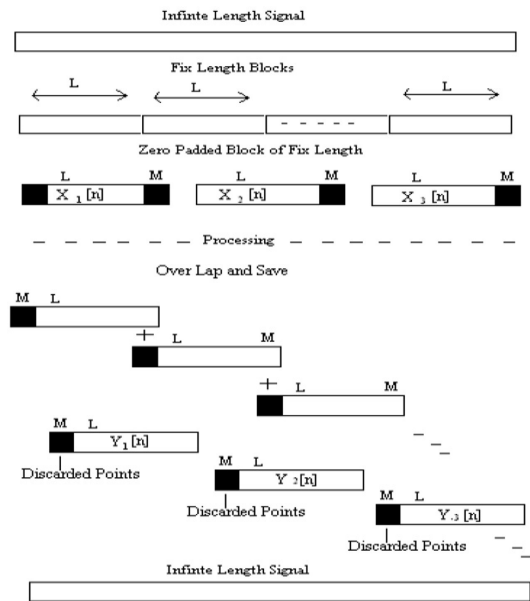 Infinte Length Signal
Fix Length Blocks
L L L
Zero Padded Block of Fix Length
L M L M L M
X 1 [n] X 2 [n] X 3 [n]
Processing
Over Lap and Save
M L
L M
L M
M L
Y1 [n]
Discarded Points
M L
Y 2 [n]
Discarded Points
M L
Y.3 [n]
Discarded Points
Infinte Length Signal